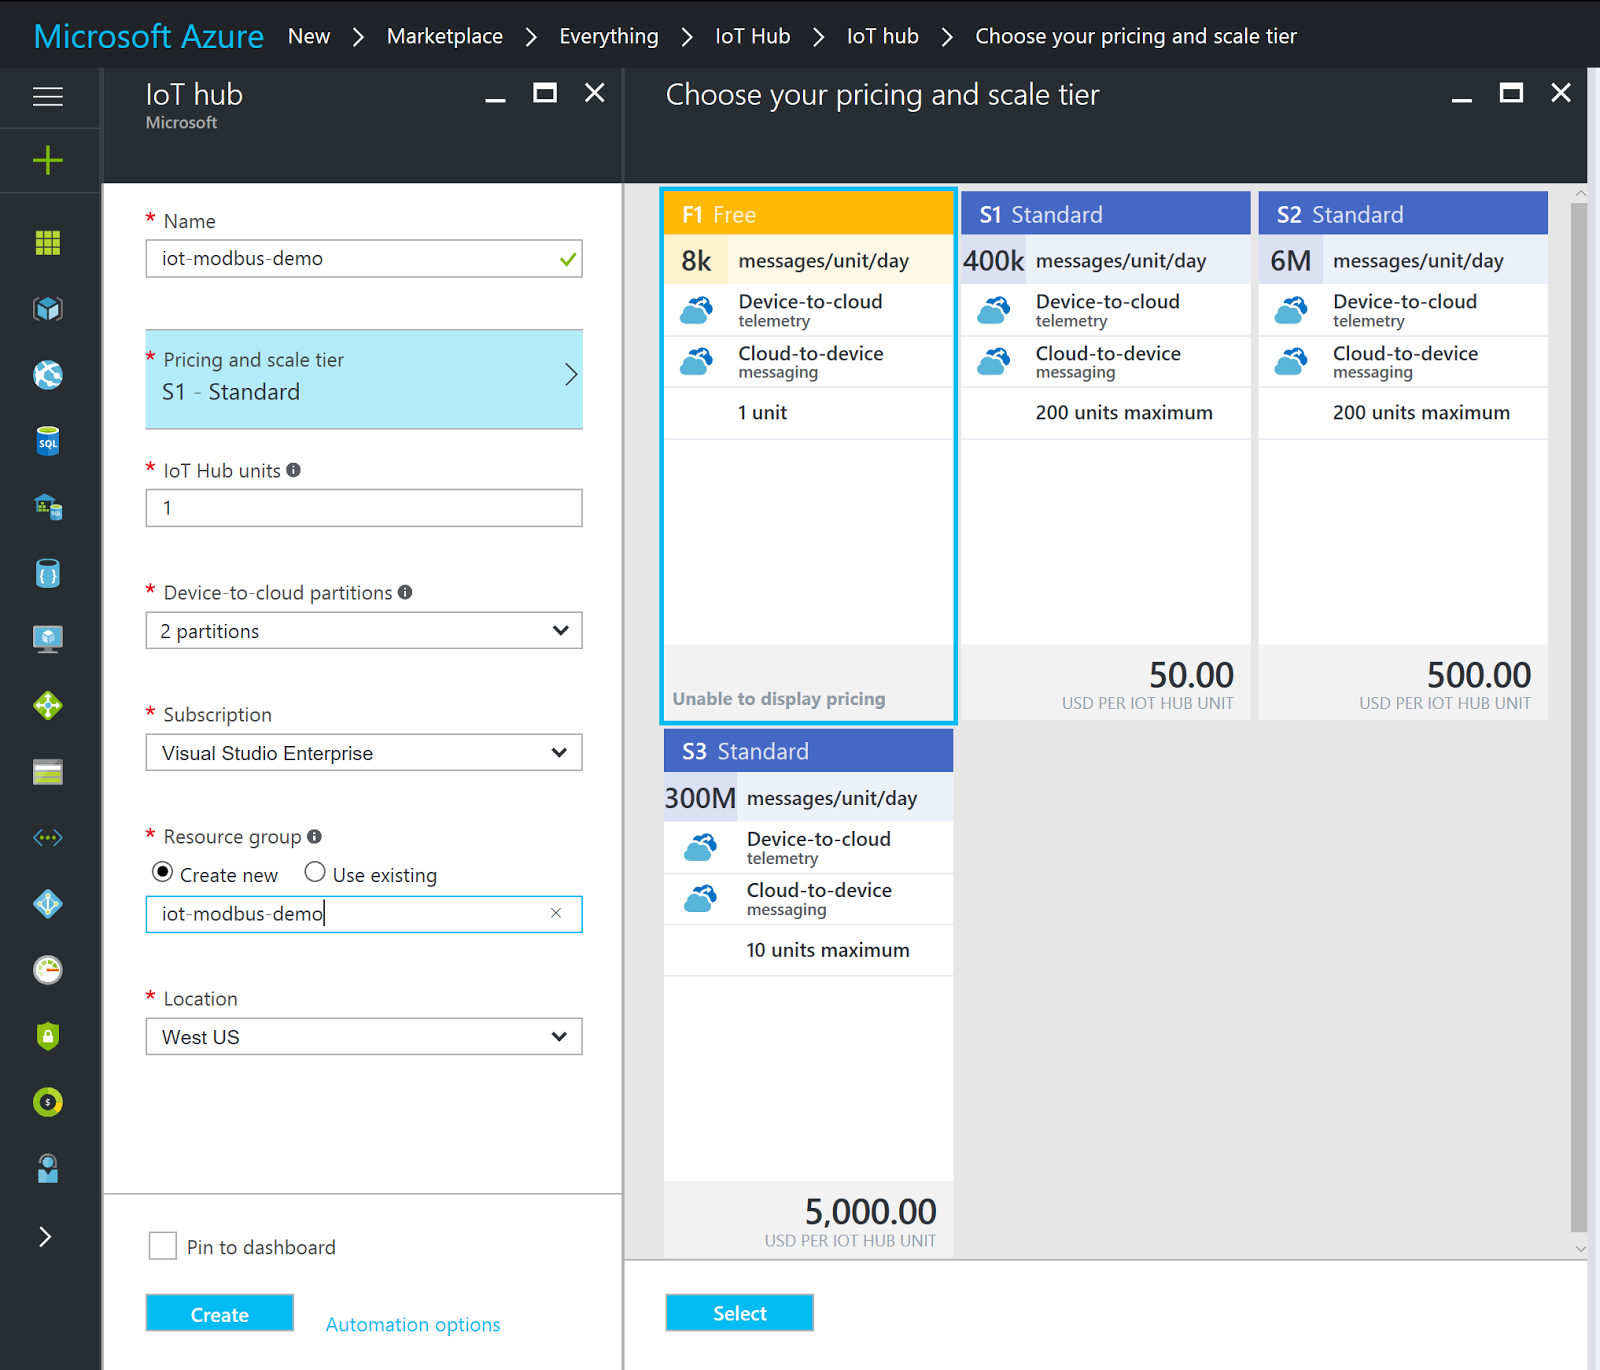 Microsoft Azure New > Marketplace > Everything > IoT Hub > IoT hub > Choose your pricing and scale tier
IoT hub
Microsoft
* Name
iot-modbus-demo
* Pricing and scale tier
S1 - Standard
* IoT Hub units
1
* Device-to-cloud partitions
2 partitions
* Subscription
Visual Studio Enterprise
* Resource group
Create new Use existing
iot-modbus-demo
* Location
West US
Pin to dashboard
Create Automation options
SQL
SQL
{ }
$
Choose your pricing and scale tier
F1 Free
8k messages/unit/day
Device-to-cloud
telemetry
Cloud-to-device
messaging
1 unit
Unable to display pricing
S1 Standard
400k messages/unit/day
Device-to-cloud
telemetry
Cloud-to-device
messaging
200 units maximum
50.00
USD PER IOT HUB UNIT
S2 Standard
6M messages/unit/day
Device-to-cloud
telemetry
Cloud-to-device
messaging
200 units maximum
500.00
USD PER IOT HUB UNIT
S3 Standard
300M messages/unit/day
Device-to-cloud
telemetry
Cloud-to-device
messaging
10 units maximum
5,000.00
USD PER IOT HUB UNIT
Select